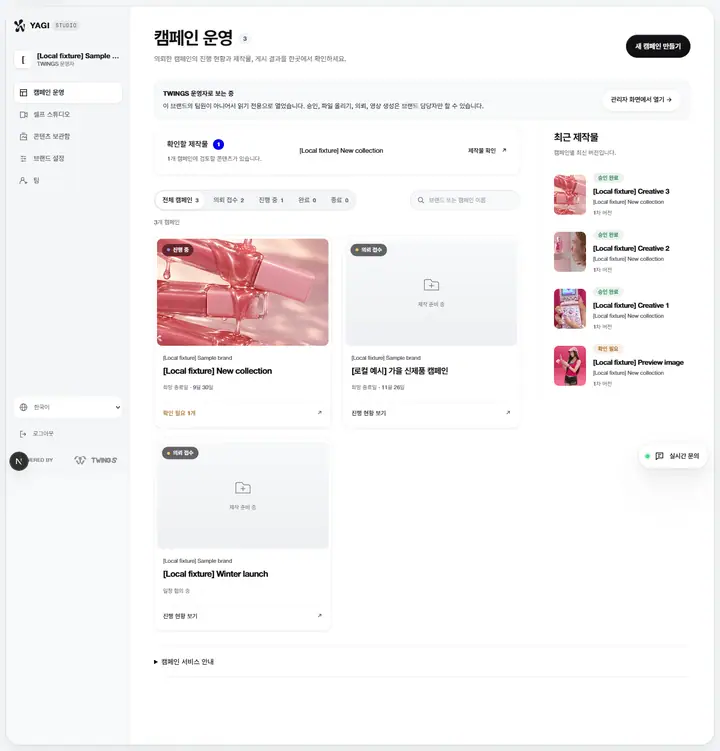 YAGI STUDIO
[
[Local fixture] Sample ...
TWINGS 운영자
캠페인 운영
셀프 스튜디오
콘텐츠 보관함
브랜드 설정
팀
한국어
로그아웃
N
ERED BY
TWINGS
캠페인 운영 3
의뢰한 캠페인의 진행 현황과 제작물, 게시 결과를 한곳에서 확인하세요.
새 캠페인 만들기
TWINGS 운영자로 보는 중
이 브랜드의 팀원이 아니어서 읽기 전용으로 열었습니다. 승인, 파일 올리기, 의뢰, 영상 생성은 브랜드 담당자만 할 수 있습니다.
관리자 화면에서 열기 →
확인할 제작물 1
1개 캠페인에 검토할 콘텐츠가 있습니다.
[Local fixture] New collection
제작물 확인 ↗
전체 캠페인 3
의뢰 접수 2
진행 중 1
완료 0
종료 0
브랜드 또는 캠페인 이름
3개 캠페인
진행 중
[Local fixture] Sample brand
[Local fixture] New collection
희망 종료일 · 9월 30일
확인 필요 1개 ↗
의뢰 접수
제작 준비 중
[Local fixture] Sample brand
[로컬 예시] 가을 신제품 캠페인
희망 종료일 · 11월 26일
진행 현황 보기 ↗
의뢰 접수
제작 준비 중
[Local fixture] Sample brand
[Local fixture] Winter launch
일정 협의 중
진행 현황 보기 ↗
캠페인 서비스 안내
최근 제작물
캠페인별 최신 버전입니다.
승인 완료
[Local fixture] Creative 3
[Local fixture] New collection
1차 버전
승인 완료
[Local fixture] Creative 2
[Local fixture] New collection
1차 버전
승인 완료
[Local fixture] Creative 1
[Local fixture] New collection
1차 버전
확인 필요
[Local fixture] Preview image
[Local fixture] New collection
1차 버전
실시간 문의